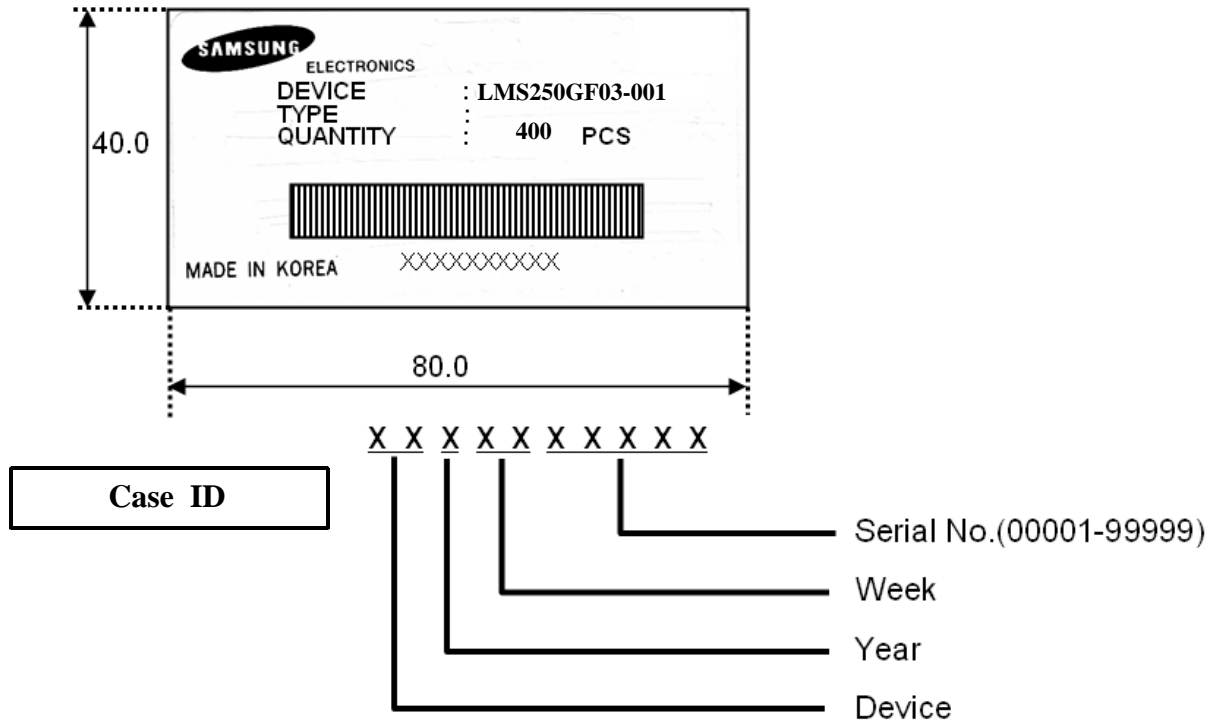 SAMSUNG
ELECTRONICS
DEVICE : LMS250GF03-001
TYPE :
QUANTITY : 400 PCS
40.0
MADE IN KOREA XXXXXXXXXX
80.0
X X X X X X X X X X
Case ID
Serial No.(00001-99999)
Week
Year
Device